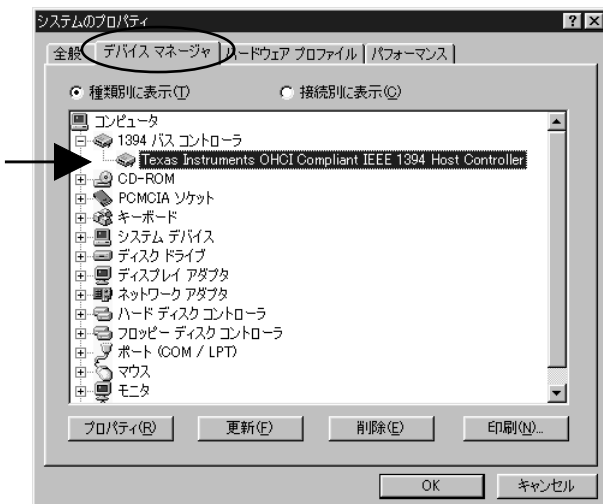 システムのプロパティ
全般 デバイス マネージャ ハードウェア プロファイル パフォーマンス
種類別に表示(T) 接続別に表示(C)
コンピュータ
1394 バス コントローラ
Texas Instruments OHCI Compliant IEEE 1394 Host Controller
CD-ROM
PCMCIA ソケット
キーボード
システム デバイス
ディスク ドライブ
ディスプレイ アダプタ
ネットワーク アダプタ
ハード ディスク コントローラ
フロッピー ディスク コントローラ
ポート (COM / LPT)
マウス
モニタ
プロパティ(R) 更新(F) 削除(E) 印刷(N)...
OK キャンセル